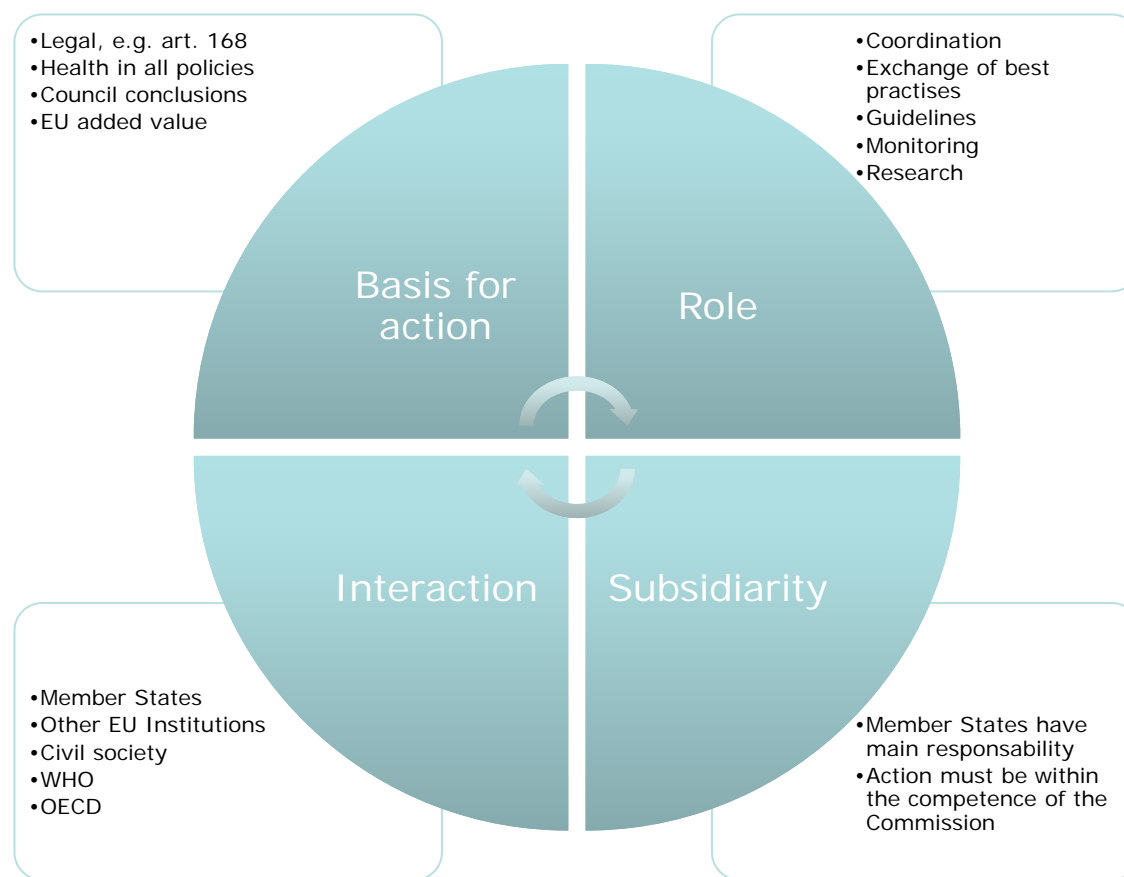 •Legal, e.g. art. 168
•Health in all policies
•Council conclusions
•EU added value
•Coordination
•Exchange of best
practises
•Guidelines
•Monitoring
•Research
Basis for
action
Role
Interaction
Subsidiarity
•Member States
•Other EU Institutions
•Civil society
•WHO
•OECD
•Member States have
main responsability
•Action must be within
the competence of the
Commission